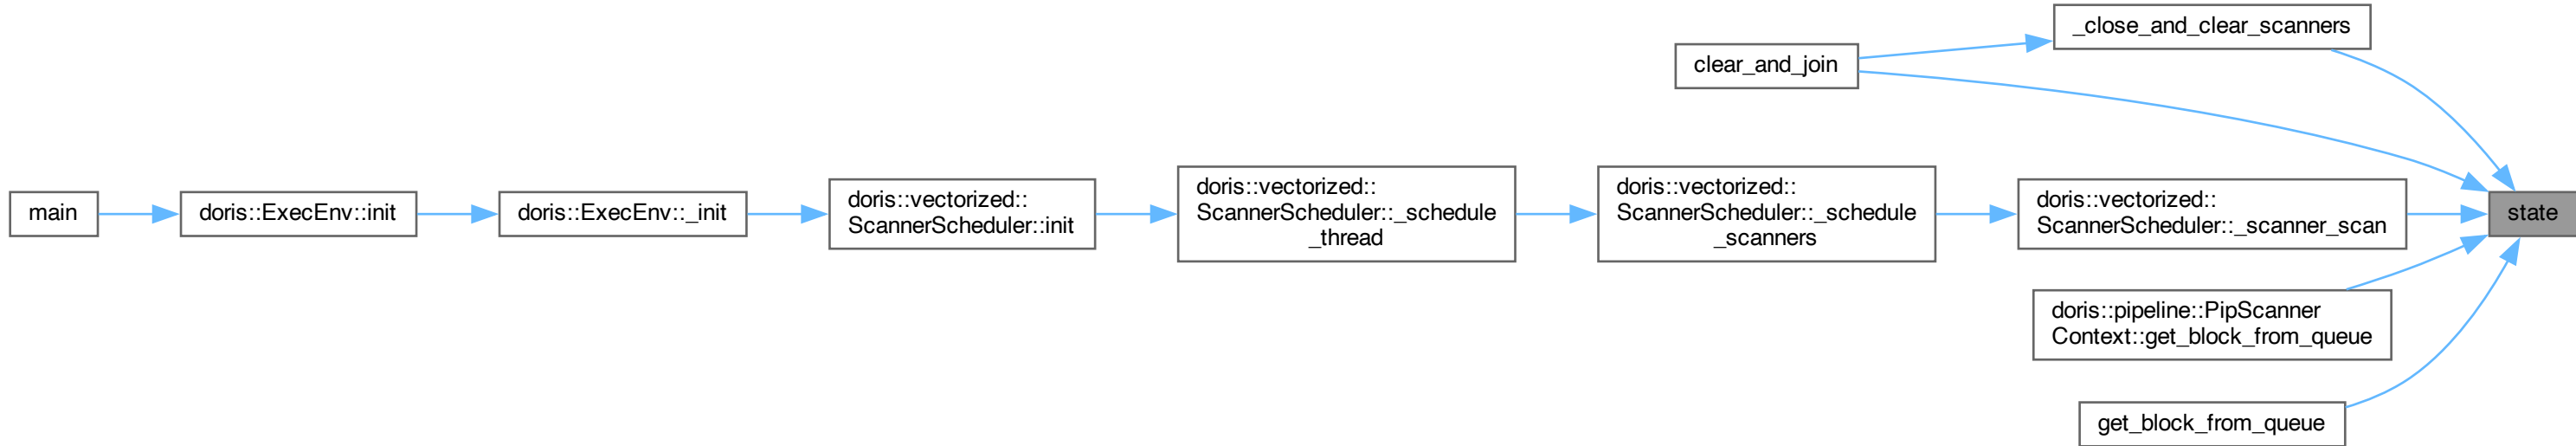 _close_and_clear_scanners
clear_and_join
main
doris::ExecEnv::init
doris::ExecEnv::_init
doris::vectorized::
ScannerScheduler::init
doris::vectorized::
ScannerScheduler::_schedule
_thread
doris::vectorized::
ScannerScheduler::_schedule
_scanners
doris::vectorized::
ScannerScheduler::_scanner_scan
state
doris::pipeline::PipScanner
Context::get_block_from_queue
get_block_from_queue